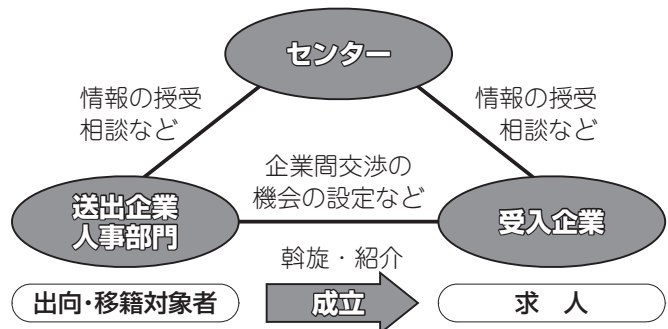 センター
情報の授受
相談など
情報の授受
相談など
企業間交渉の
機会の設定など
送出企業
人事部門
受入企業
斡旋・紹介
出向・移籍対象者
成立
求　人